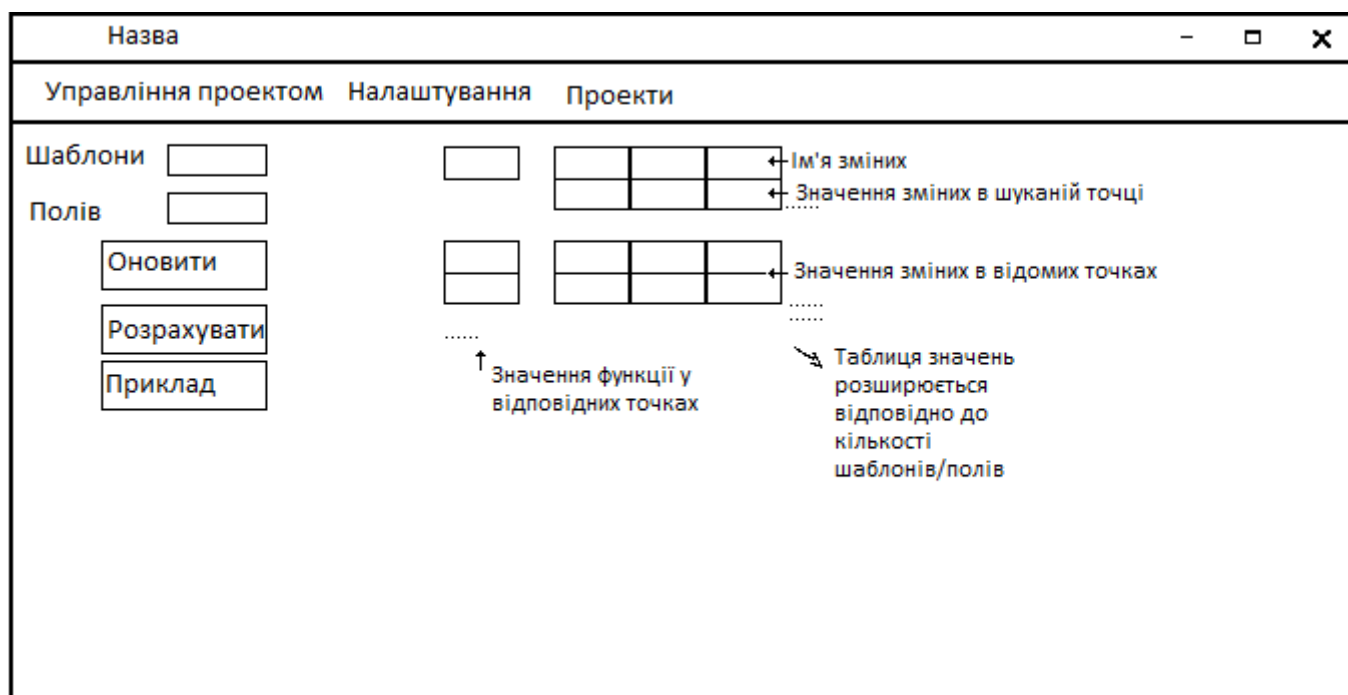 Назва
Управління проектом Налаштування Проекти
Шаблони
Ім'я зміних
Значення зміних в шуканій точці
Полів
Оновити
Значення зміних в відомих точках
Розрахувати
Приклад
Значення функції у
відповідних точках
Таблиця значень
розширюється
відповідно до
кількості
шаблонів/полів